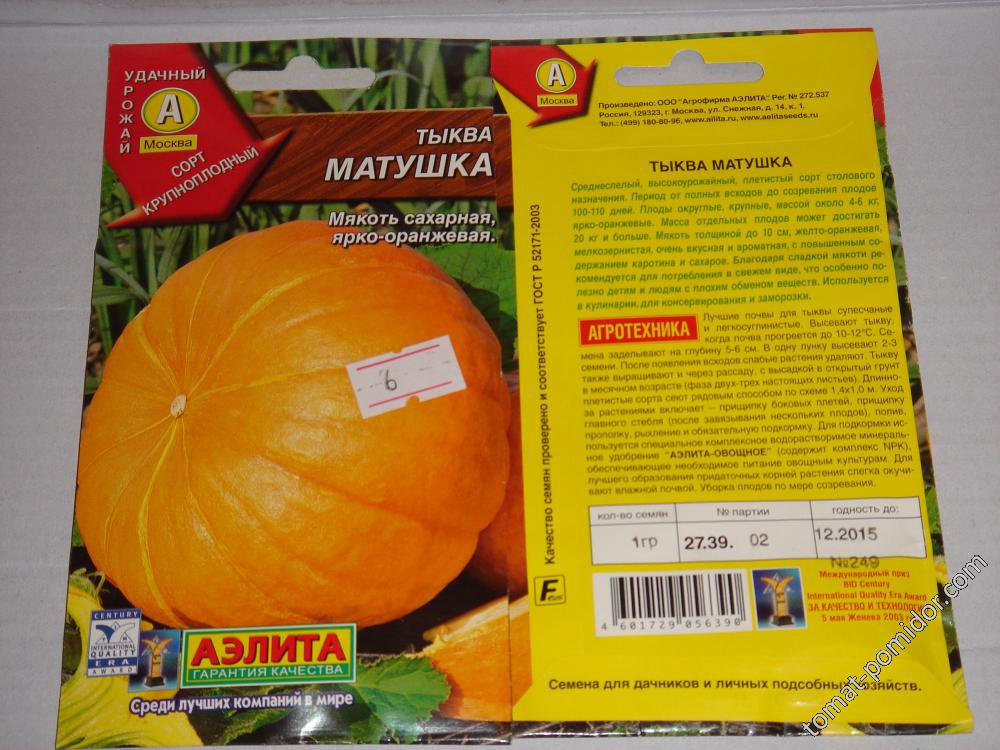 УДАЧНЫЙ
УРОЖАЙ
А
Москва
СОРТ
КРУПНОПЛОДНЫЙ
ТЫКВА
МАТУШКА
Мякоть сахарная,
ярко-оранжевая.
6
CENTURY
INTERNATIONAL
QUALITY
ERA
AWARD
АЭЛИТА
ГАРАНТИЯ КАЧЕСТВА
Среди лучших компаний в мире
А
Москва
Произведено: ООО "Агрофирма АЭЛИТА". Рег. № 272.537
Россия, 129323, г. Москва, ул. Снежная, д. 14, к. 1.
Тел.: (499) 180-80-96, www.ailita.ru, www.aelitaseeds.ru
ТЫКВА МАТУШКА
Среднеспелый, высокоурожайный, плетистый сорт столового
назначения. Период от полных всходов до созревания плодов
100-110 дней. Плоды округлые, крупные, массой около 4-6 кг,
ярко-оранжевые. Масса отдельных плодов может достигать
20 кг и больше. Мякоть толщиной до 10 см, желто-оранжевая,
мелкозернистая, очень вкусная и ароматная, с повышенным со-
держанием каротина и сахаров. Благодаря сладкой мякоти ре-
комендуется для потребления в свежем виде, что особенно по-
лезно детям и людям с плохим обменом веществ. Используется
в кулинарии, для консервирования и заморозки.
АГРОТЕХНИКА
Лучшие почвы для тыквы супесчаные
и легкосуглинистые. Высевают тыкву,
когда почва прогреется до 10-12°С. Се-
мена заделывают на глубину 5-6 см. В одну лунку высевают 2-3
семени. После появления всходов слабые растения удаляют. Тыкву
также выращивают и через рассаду, с высадкой в открытый грунт
в месячном возрасте (фаза двух-трех настоящих листьев). Длинно-
плетистые сорта сеют рядовым способом по схеме 1,4х1,0 м. Уход
за растениями включает – прищипку боковых плетей, прищипку
главного стебля (после завязывания нескольких плодов), полив,
прополку, рыхление и обязательную подкормку. Для подкормки ис-
пользуется специальное комплексное водорастворимое минераль-
ное удобрение "АЭЛИТА-ОВОЩНОЕ" (содержит комплекс NPK),
обеспечивающее необходимое питание овощным культурам. Для
лучшего образования придаточных корней растения слегка окучи-
вают влажной почвой. Уборка плодов по мере созревания.
Качество семян проверено и соответствует ГОСТ Р 52171-2003
кол-во семян № партии годность до:
1гр 27.39. 02 12.2015
№249
4 601729 056390
Международный приз
BID Century
International Quality Era Award
ЗА КАЧЕСТВО И ТЕХНОЛОГИ
5 мая Женева 2003 г
Семена для дачников и личных подсобных хозяйств.
tomat-pomidor.com